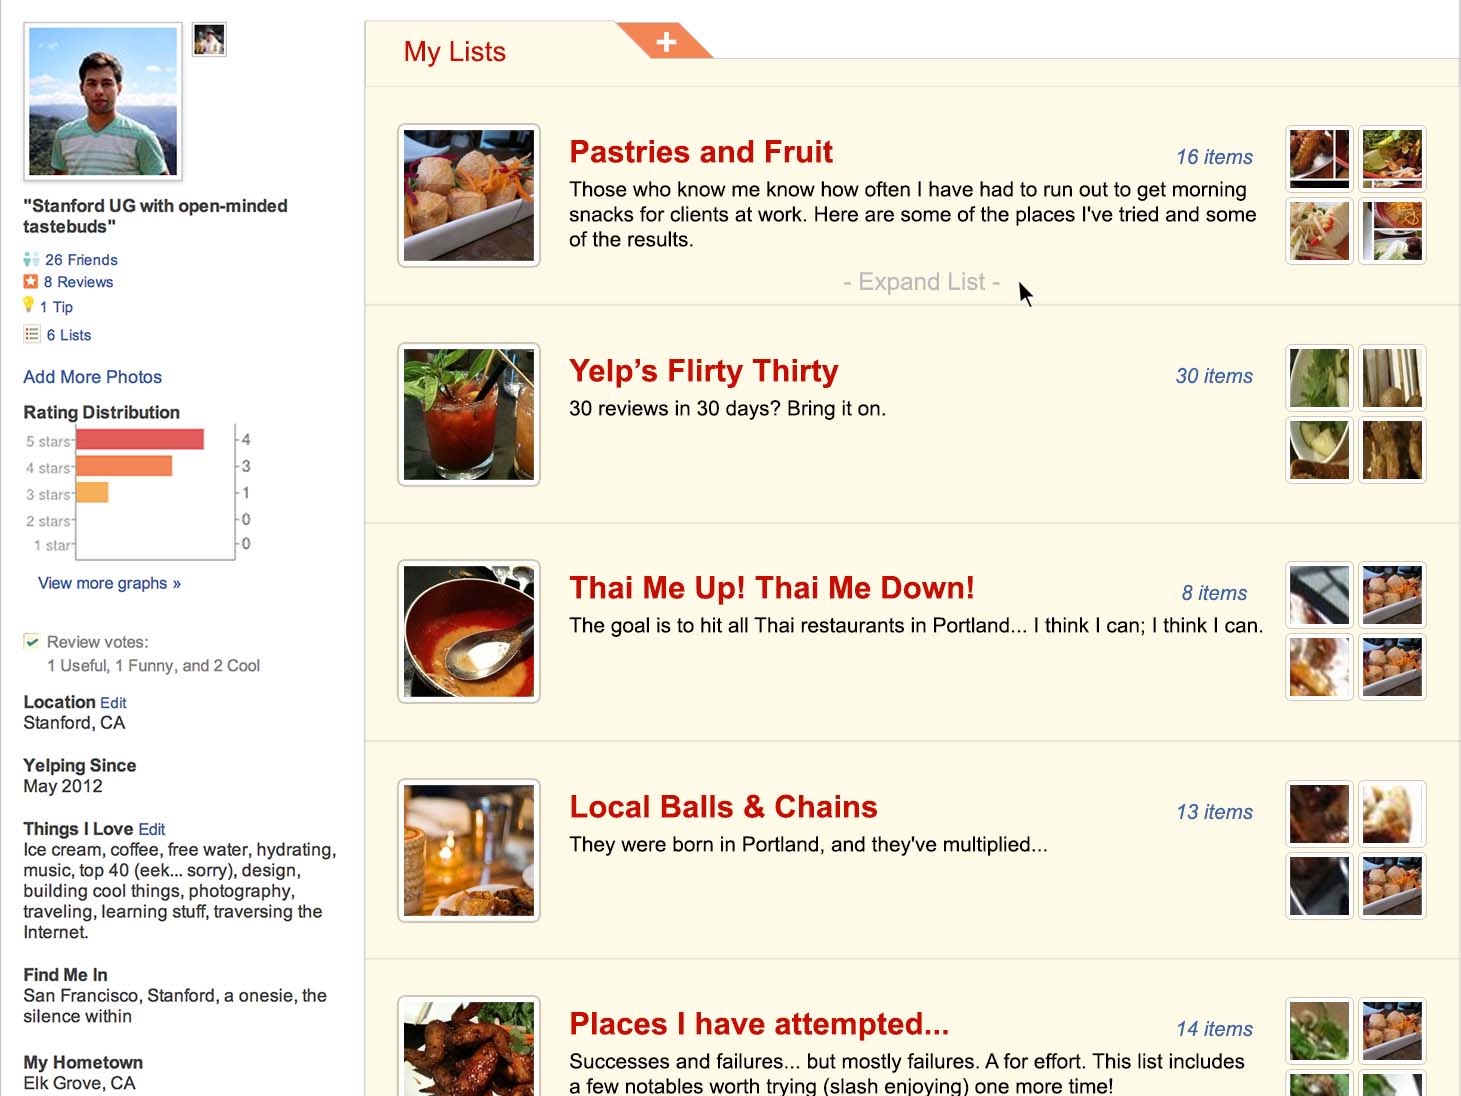 "Stanford UG with open-minded
tastebuds"
26 Friends
8 Reviews
1 Tip
6 Lists
Add More Photos
Rating Distribution
5 stars 4
4 stars 3
3 stars 1
2 stars 0
1 star 0
View more graphs »
Review votes:
1 Useful, 1 Funny, and 2 Cool
Location Edit
Stanford, CA
Yelping Since
May 2012
Things I Love Edit
Ice cream, coffee, free water, hydrating,
music, top 40 (eek... sorry), design,
building cool things, photography,
traveling, learning stuff, traversing the
Internet.
Find Me In
San Francisco, Stanford, a onesie, the
silence within
My Hometown
Elk Grove, CA
My Lists
+
Pastries and Fruit
16 items
Those who know me know how often I have had to run out to get morning
snacks for clients at work. Here are some of the places I've tried and some
of the results.
- Expand List -
Yelp’s Flirty Thirty
30 items
30 reviews in 30 days? Bring it on.
Thai Me Up! Thai Me Down!
8 items
The goal is to hit all Thai restaurants in Portland... I think I can; I think I can.
Local Balls & Chains
13 items
They were born in Portland, and they've multiplied...
Places I have attempted...
14 items
Successes and failures... but mostly failures. A for effort. This list includes
a few notables worth trying (slash enjoying) one more time!